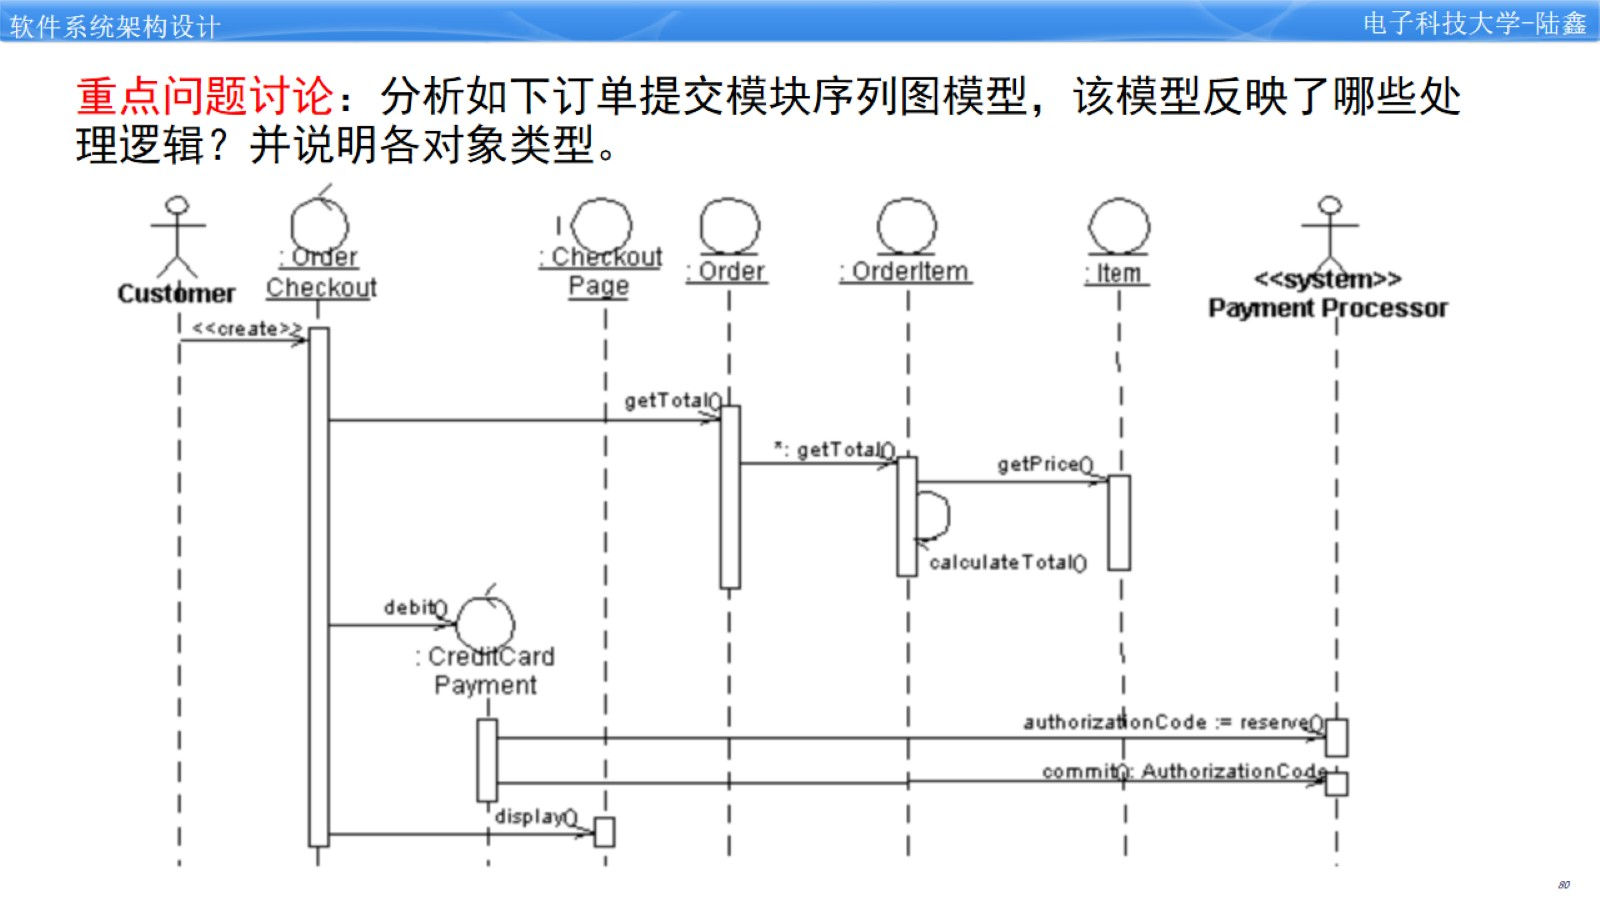 软件系统架构设计
电子科技大学-陆鑫
重点问题讨论：分析如下订单提交模块序列图模型，该模型反映了哪些处
理逻辑？并说明各对象类型。
Customer
: Order
Checkout
: Checkout
Page
: Order
: OrderItem
: Item
<<system>>
Payment Processor
<<create>>
getTotal()
*: getTotal()
getPrice()
calculateTotal()
debit()
: CreditCard
Payment
authorizationCode := reserve()
commit(): AuthorizationCode
display()
80